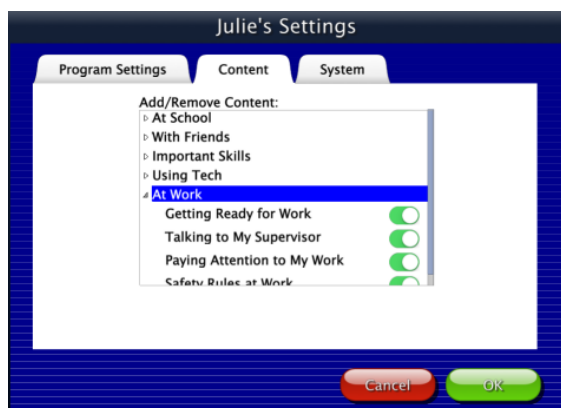 Julie's Settings
Program Settings Content System
Add/Remove Content:
At School
With Friends
Important Skills
Using Tech
At Work
Getting Ready for Work
Talking to My Supervisor
Paying Attention to My Work
Safety Rules at Work
Cancel OK